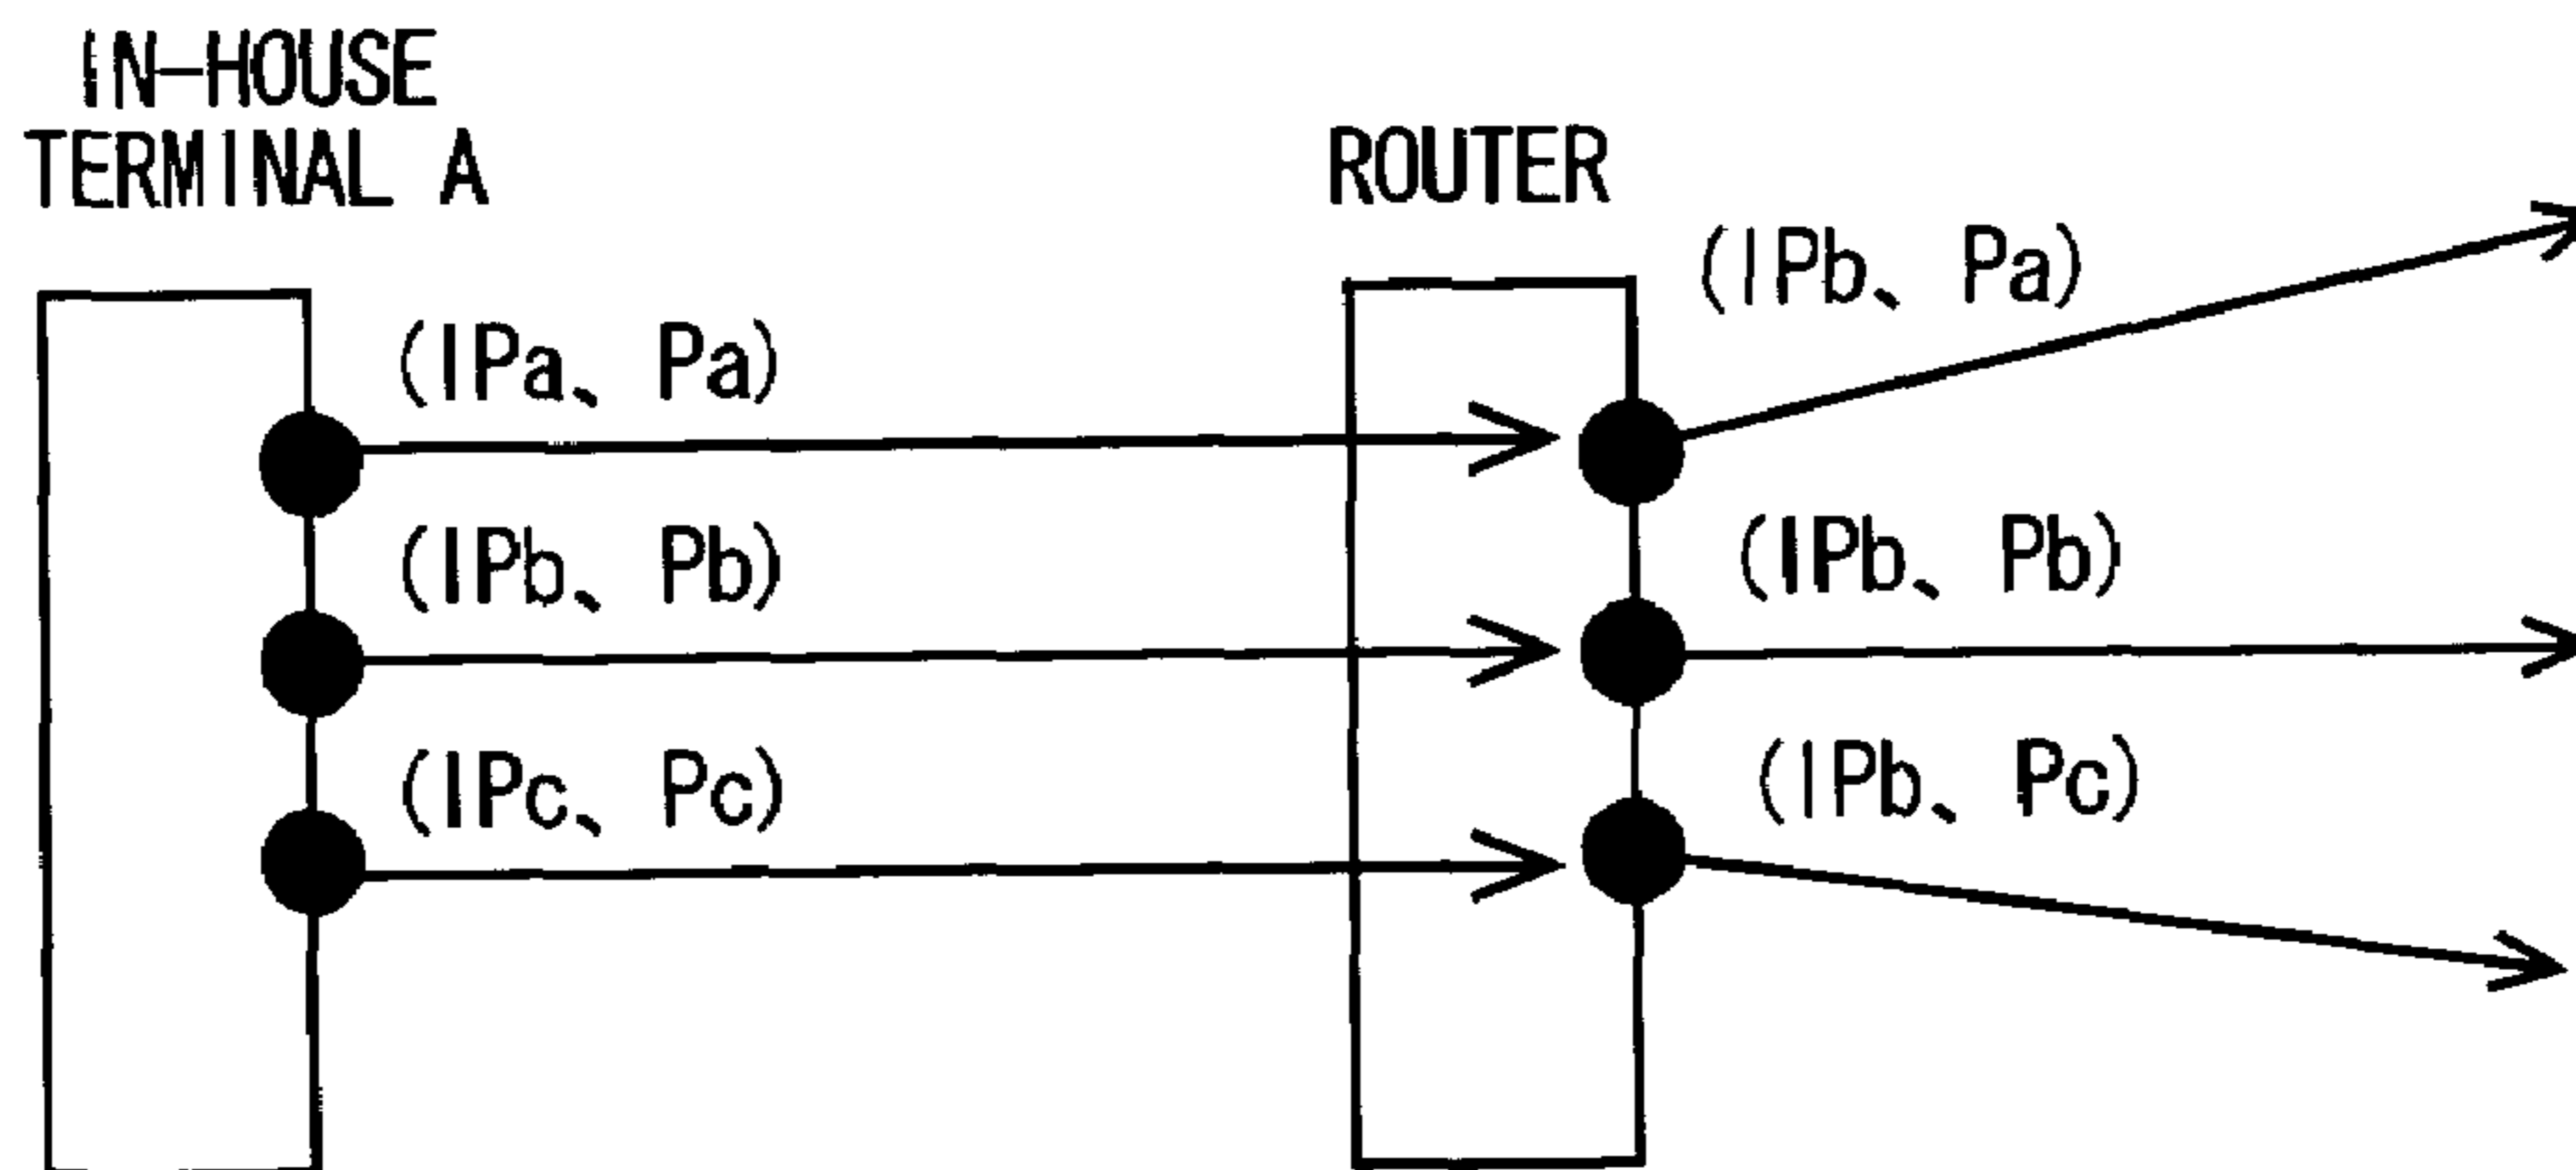 IN-HOUSE
TERMINAL A
ROUTER
(IPa、Pa)
(IPb、Pb)
(IPc、Pc)
(IPb、Pa)
(IPb、Pb)
(IPb、Pc)